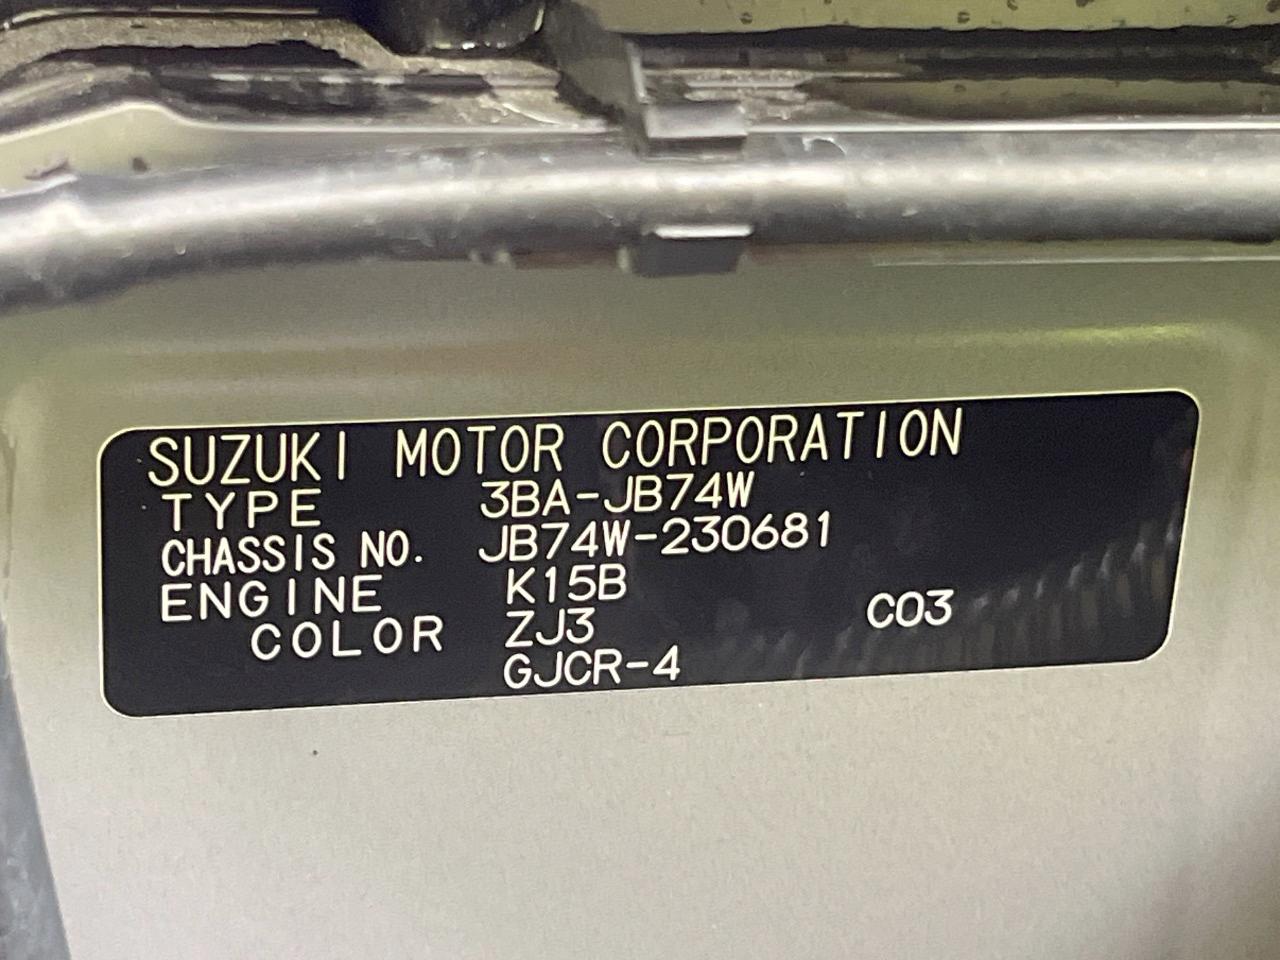 SUZUKI MOTOR CORPORATION
TYPE 3BA-JB74W
CHASSIS NO. JB74W-230681
ENGINE K15B
COLOR ZJ3 C03
GJCR-4